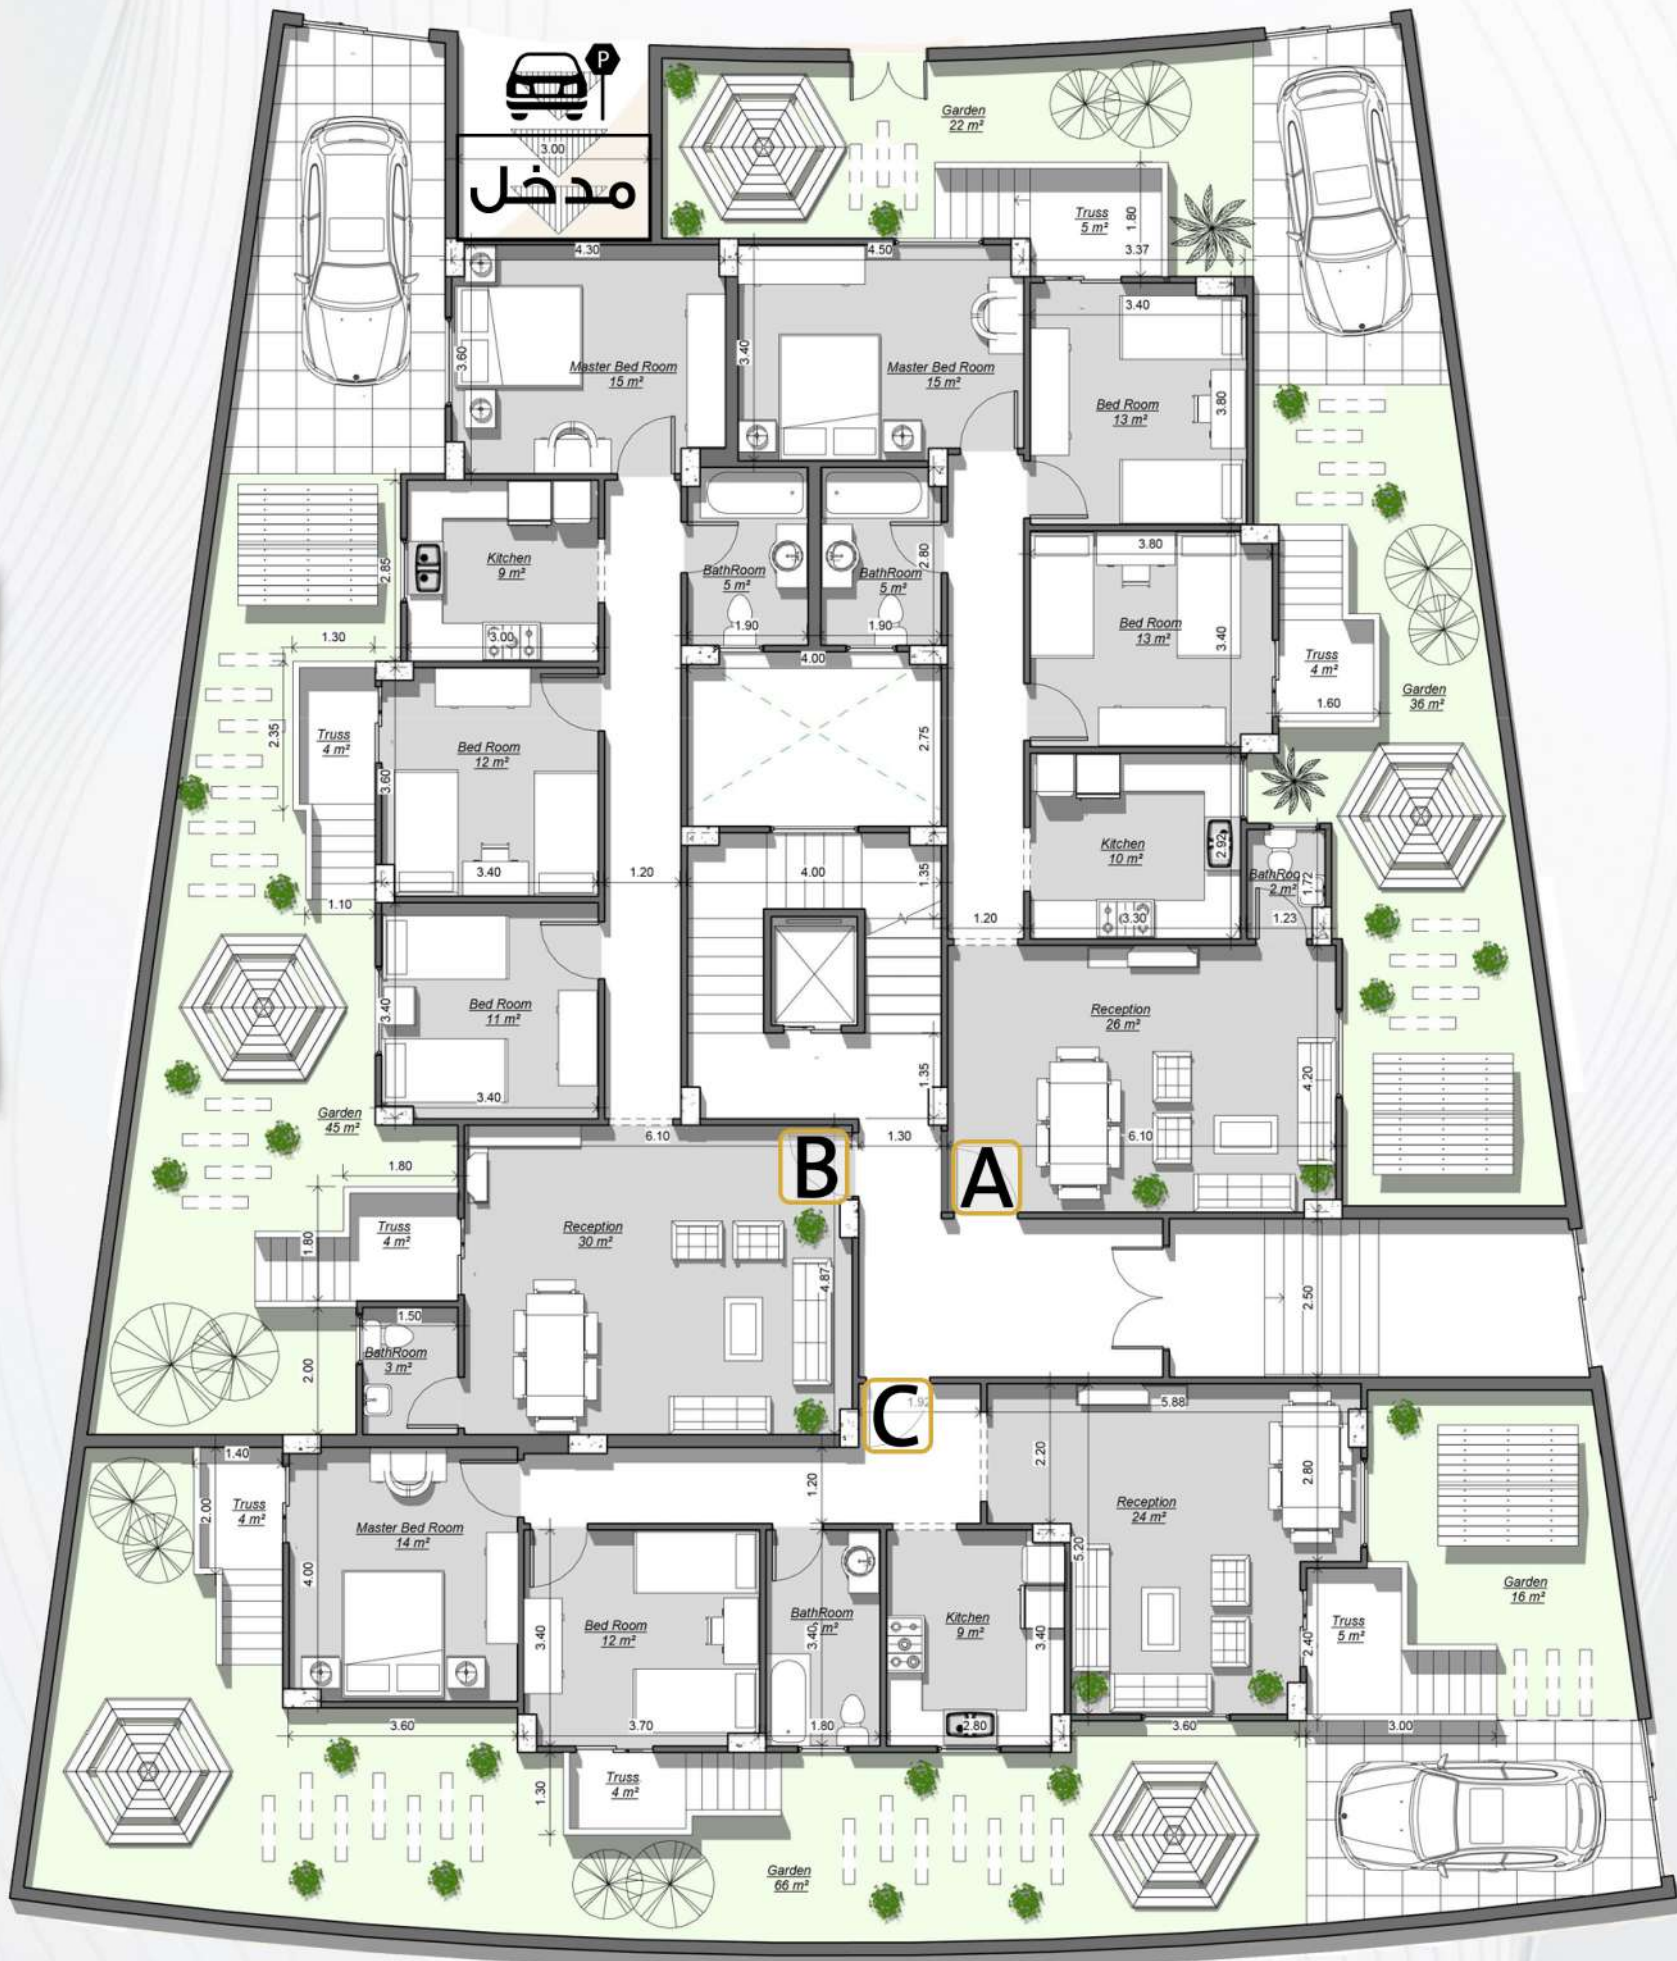 P
3.00
مدخل
Garden
22 m²
Truss
5 m²
1.80
3.37
4.30
4.50
3.60
Master Bed Room
15 m²
3.40
Master Bed Room
15 m²
3.40
Bed Room
13 m²
3.80
Kitchen
9 m²
2.85
3.00
BathRoom
5 m²
1.90
BathRoom
5 m²
1.90
2.80
4.00
3.80
Bed Room
13 m²
3.40
Truss
4 m²
1.60
Garden
36 m²
1.30
2.35
Truss
4 m²
3.60
Bed Room
12 m²
3.40
1.10
1.20
2.75
4.00
1.35
1.20
Kitchen
10 m²
2.92
3.30
2 m²
1.72
1.23
Bed Room
11 m²
3.40
3.40
1.35
Reception
26 m²
4.20
6.10
Garden
45 m²
1.80
6.10
1.30
B
A
Truss
4 m²
1.80
Reception
30 m²
4.87
2.50
1.50
BathRoom
3 m²
2.00
C
5.88
2.20
2.80
1.40
2.00
Truss
4 m²
Master Bed Room
14 m²
4.00
1.20
Reception
24 m²
5.20
Bed Room
12 m²
3.40
BathRoom
m²
3.40
Kitchen
9 m²
3.40
Truss
5 m²
2.40
Garden
16 m²
3.60
3.70
1.80
2.80
3.60
3.00
Truss
4 m²
1.30
Garden
66 m²